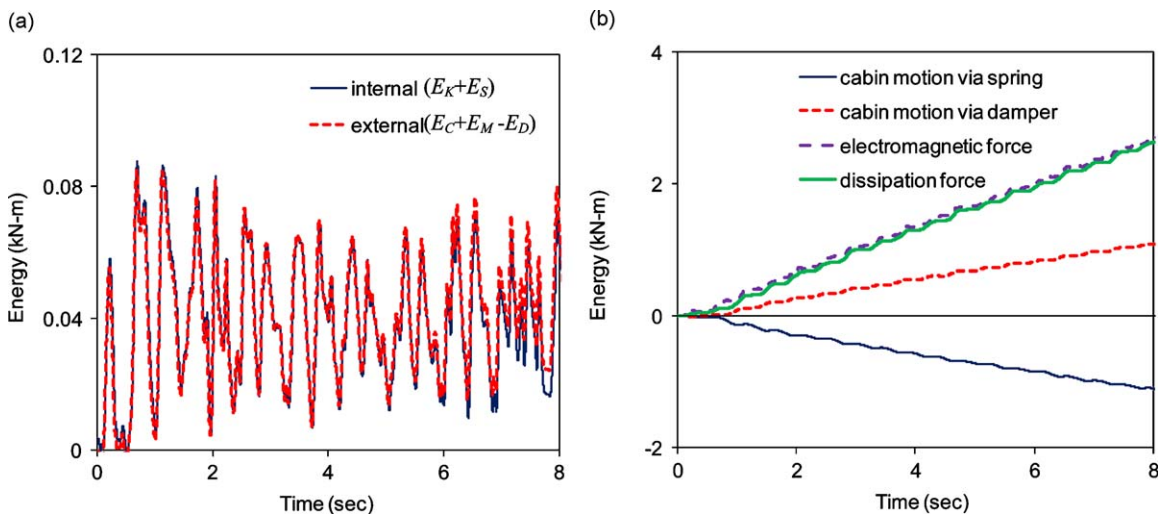 (a)
0.12
0.08
0.04
0
Energy (kN-m)
internal (E_K+E_S)
external(E_C+E_M -E_D)
0 2 4 6 8
Time (sec)
(b)
4
2
0
-2
Energy (kN-m)
cabin motion via spring
cabin motion via damper
electromagnetic force
dissipation force
0 2 4 6 8
Time (sec)